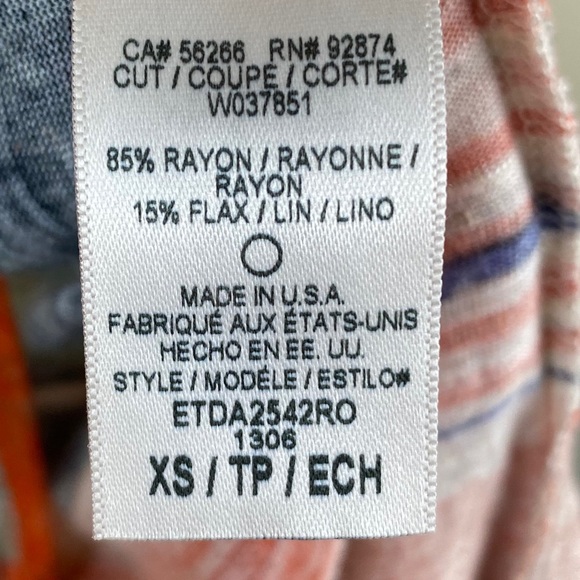 CA# 56266 RN# 92874
CUT / COUPE / CORTE#
W037851
85% RAYON / RAYONNE /
RAYON
15% FLAX / LIN / LINO
MADE IN U.S.A.
FABRIQUÉ AUX ÉTATS-UNIS
HECHO EN EE. UU.
STYLE / MODÈLE / ESTILO#
ETDA2542RO
1306
XS / TP / ECH